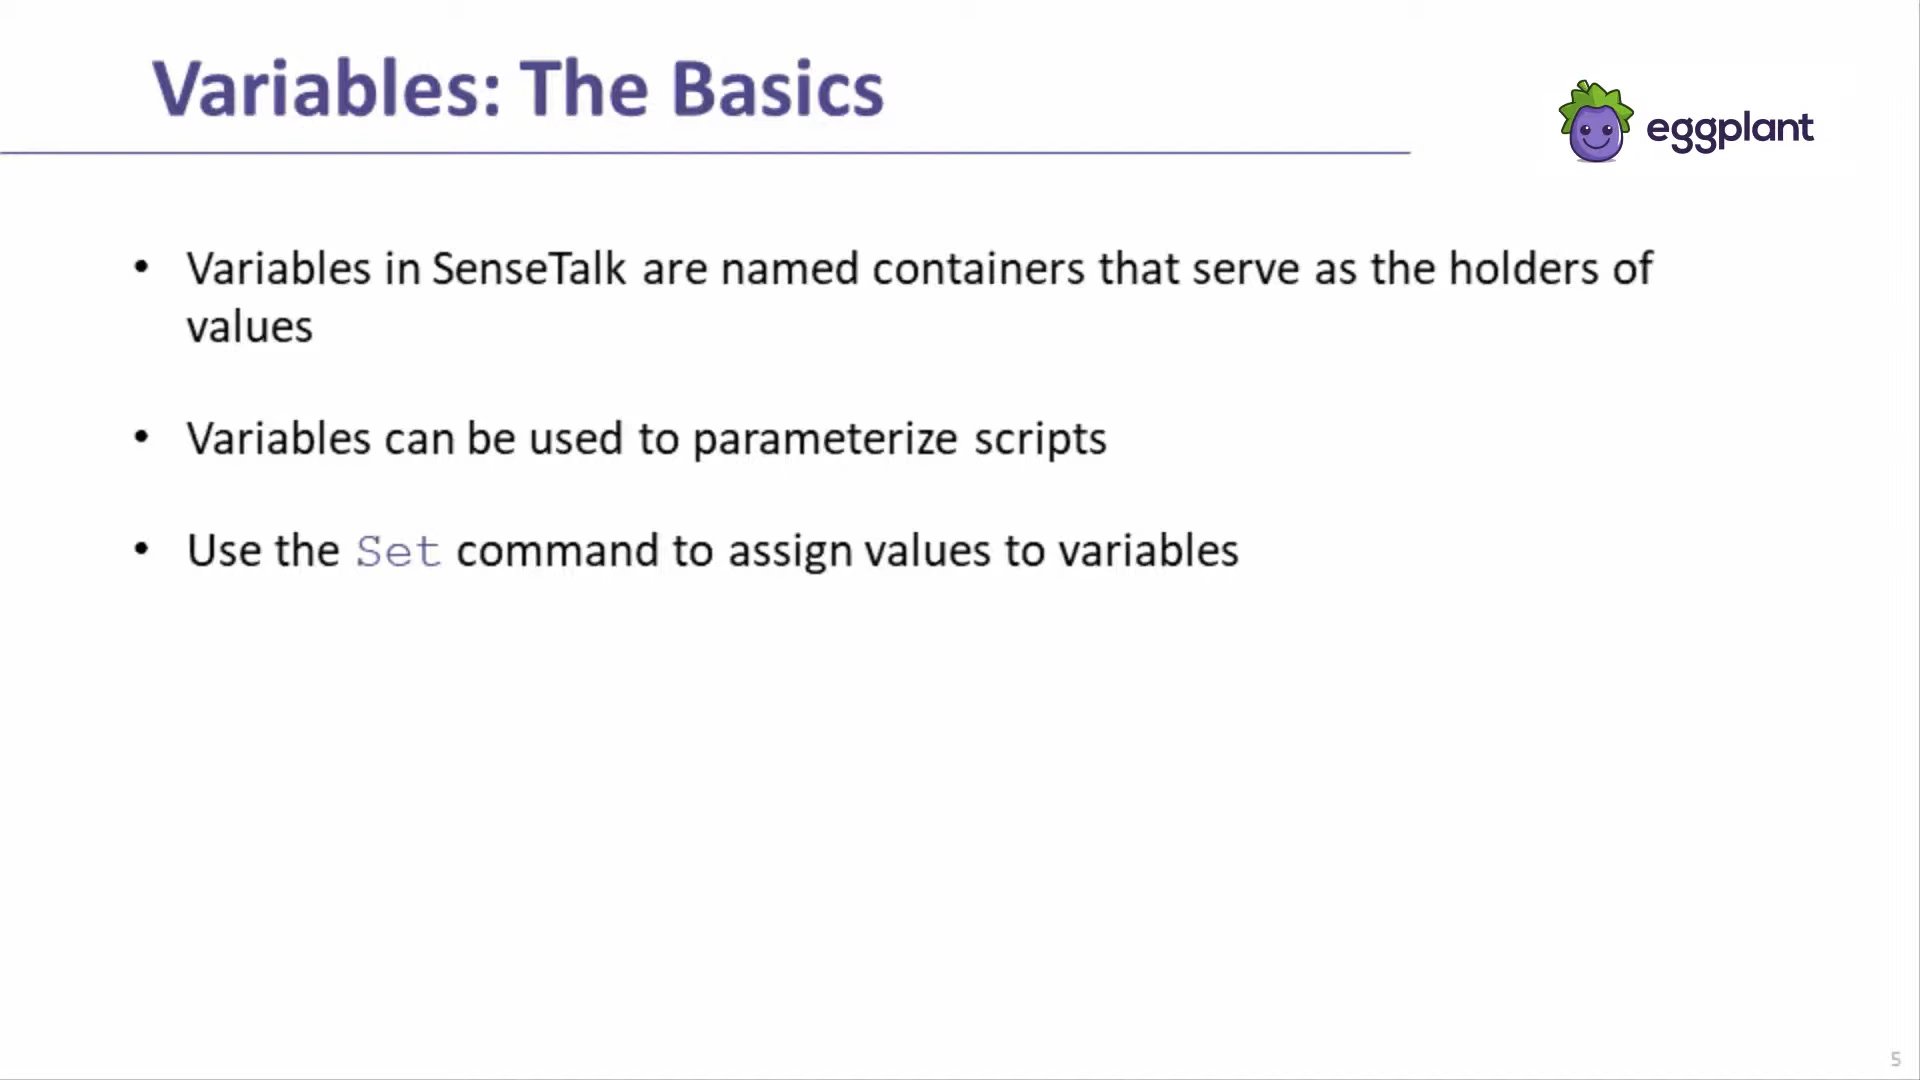 Variables: The Basics
eggplant
• Variables in SenseTalk are named containers that serve as the holders of
values
• Variables can be used to parameterize scripts
• Use the Set command to assign values to variables
5